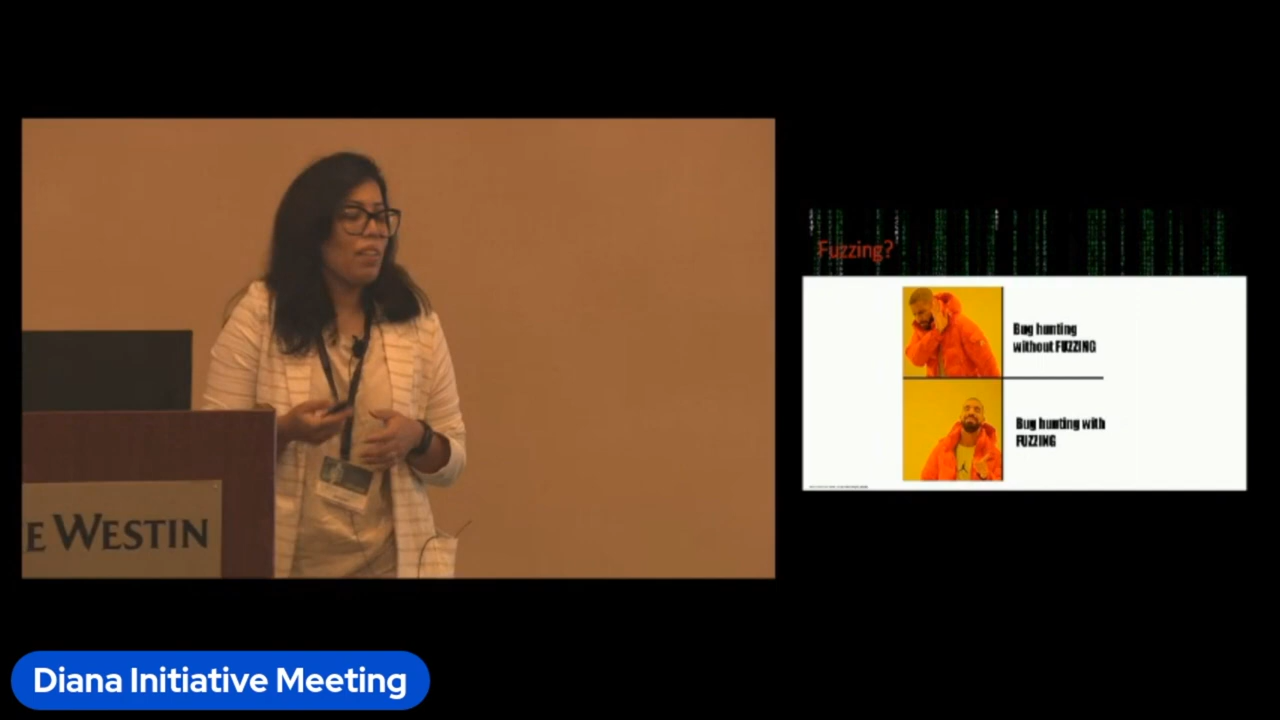 Fuzzing?
Bug hunting
without FUZZING
Bug hunting with
FUZZING
E WESTIN
Diana Initiative Meeting